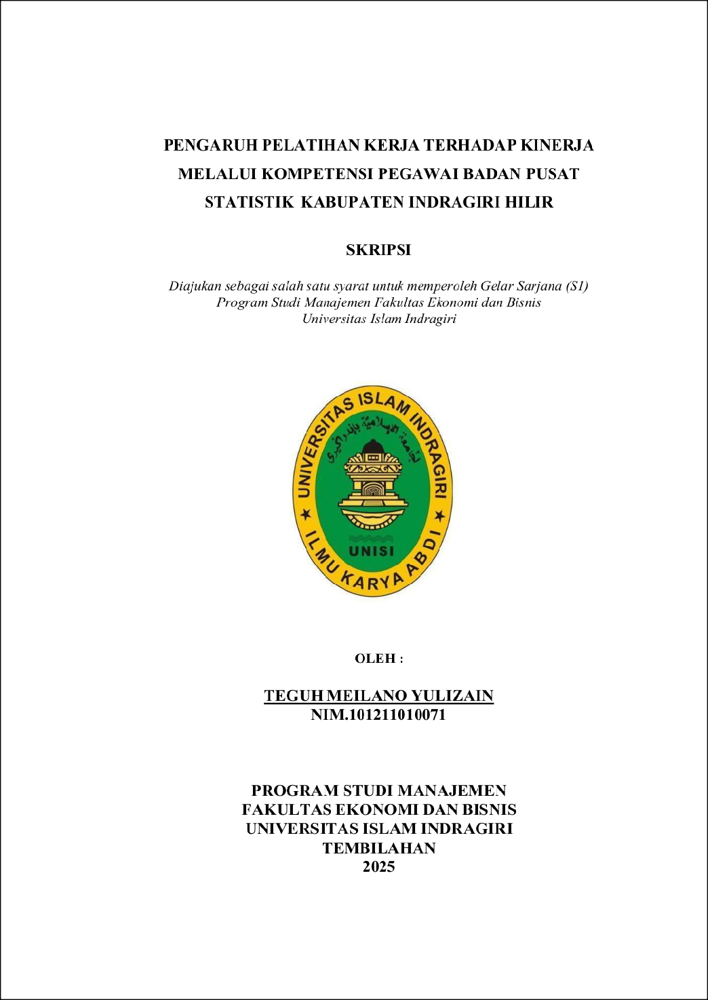 PENGARUH PELATIHAN KERJA TERHADAP KINERJA
MELALUI KOMPETENSI PEGAWAI BADAN PUSAT
STATISTIK KABUPATEN INDRAGIRI HILIR
SKRIPSI
Diajukan sebagai salah satu syarat untuk memperoleh Gelar Sarjana (S1)
Program Studi Manajemen Fakultas Ekonomi dan Bisnis
Universitas Islam Indragiri
UNIVERSITAS ISLAM INDRAGIRI
الجامعة الإسلامية بإندراكيري
UNISI
ILMU KARYA ABDI
OLEH :
TEGUH MEILANO YULIZAIN
NIM.101211010071
PROGRAM STUDI MANAJEMEN
FAKULTAS EKONOMI DAN BISNIS
UNIVERSITAS ISLAM INDRAGIRI
TEMBILAHAN
2025